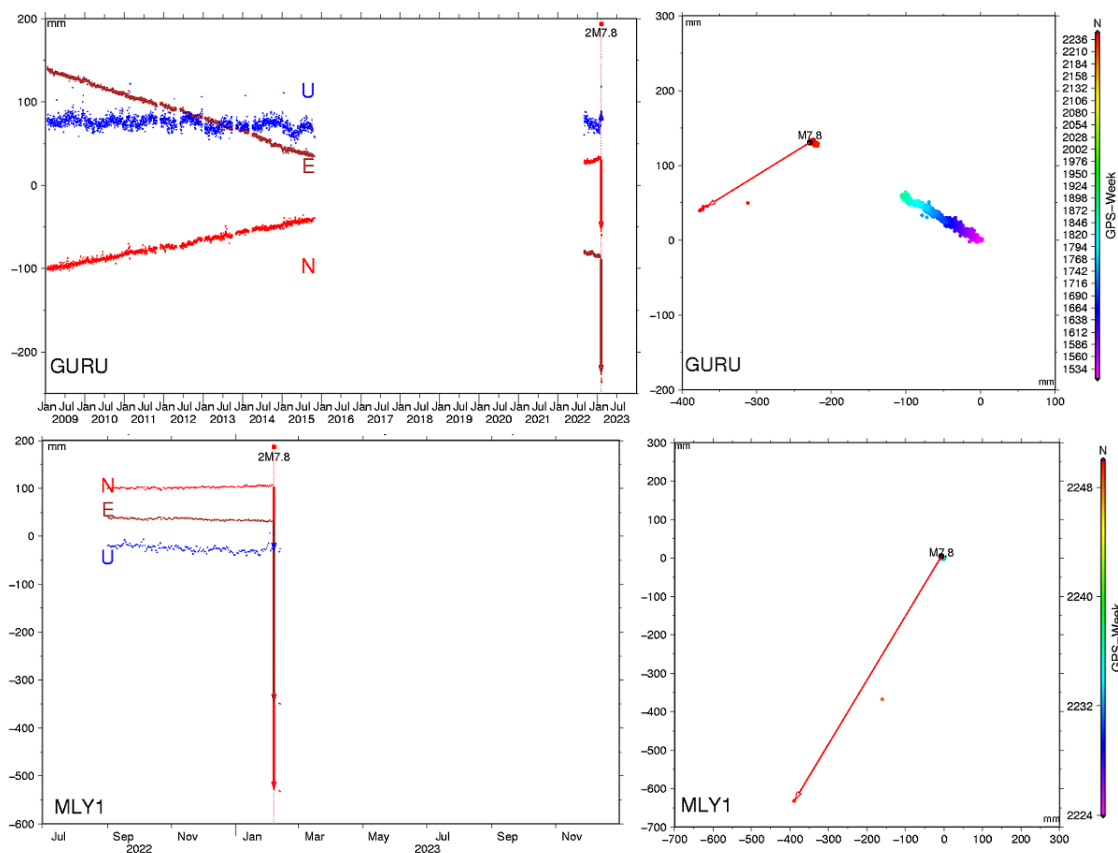 200
mm
2M7.8
100
U
0
E
-100
N
-200
GURU
Jan Jul Jan Jul Jan Jul Jan Jul Jan Jul Jan Jul Jan Jul Jan Jul Jan Jul Jan Jul Jan Jul Jan Jul Jan Jul Jan Jul Jan Jul
2009 2010 2011 2012 2013 2014 2015 2016 2017 2018 2019 2020 2021 2022 2023
300
mm
200
M7.8
100
0
-100
GURU
mm
-200
-400 -300 -200 -100 0 100
N
2236
2210
2184
2158
2132
2106
2080
2054
2028
2002
1976
1950
1924
1898
1872
1846
1820
1794
1768
1742
1716
1690
1664
1638
1612
1586
1560
1534
GPS-Week
200
mm
2M7.8
100
N
E
0
U
-100
-200
-300
-400
-500
MLY1
-600
Jul Sep Nov Jan Mar May Jul Sep Nov
2022 2023
300
mm
200
100
M7.8
0
-100
-200
-300
-400
-500
-600
MLY1
mm
-700
-700 -600 -500 -400 -300 -200 -100 0 100 200 300
N
2248
2240
2232
2224
GPS-Week